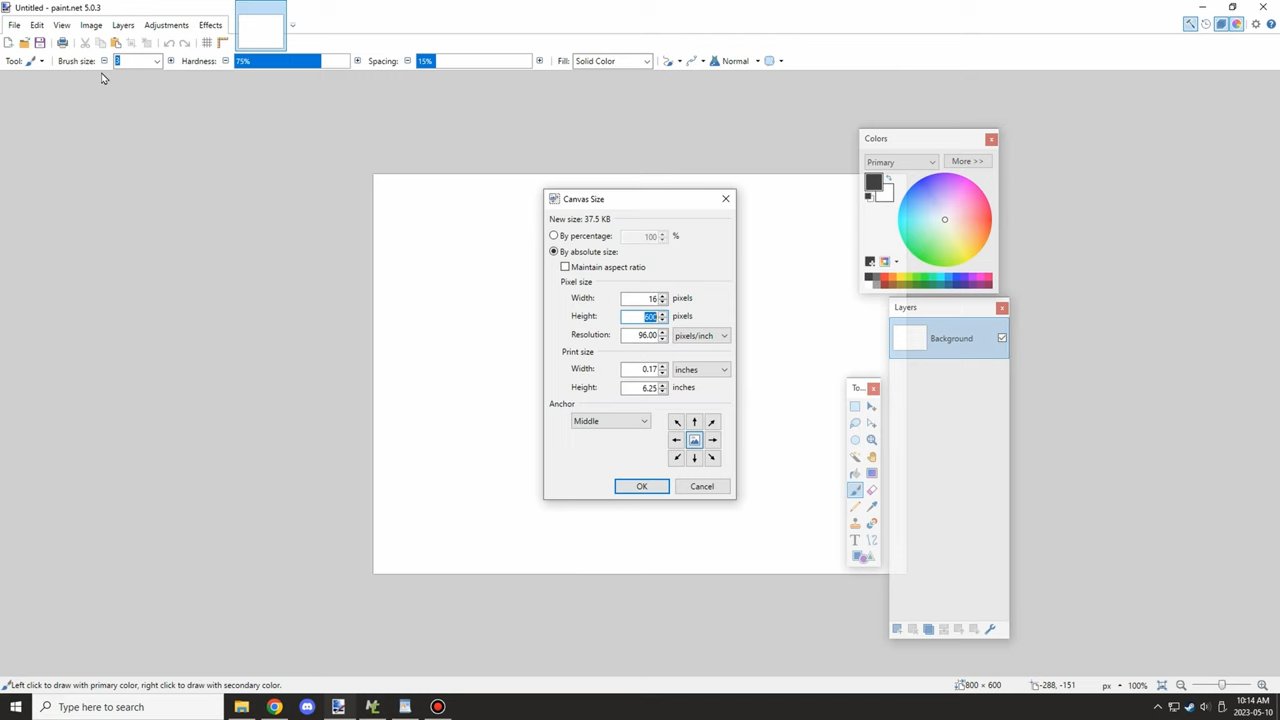 Untitled - paint.net 5.0.3
File Edit View Image Layers Adjustments Effects
Tool: Brush size: 3 Hardness: 75% Spacing: 15% Fill: Solid Color Normal
Colors
Primary More >>
Canvas Size
New size: 37.5 KB
By percentage: 100 %
By absolute size:
Maintain aspect ratio
Pixel size
Width: 16 pixels
Height: 600 pixels
Resolution: 96.00 pixels/inch
Print size
Width: 0.17 inches
Height: 6.25 inches
Anchor
Middle
OK Cancel
Layers
Background
To...
Left click to draw with primary color, right click to draw with secondary color.
800 × 600 -288, -151 px 100%
Type here to search
10:14 AM
2023-05-10